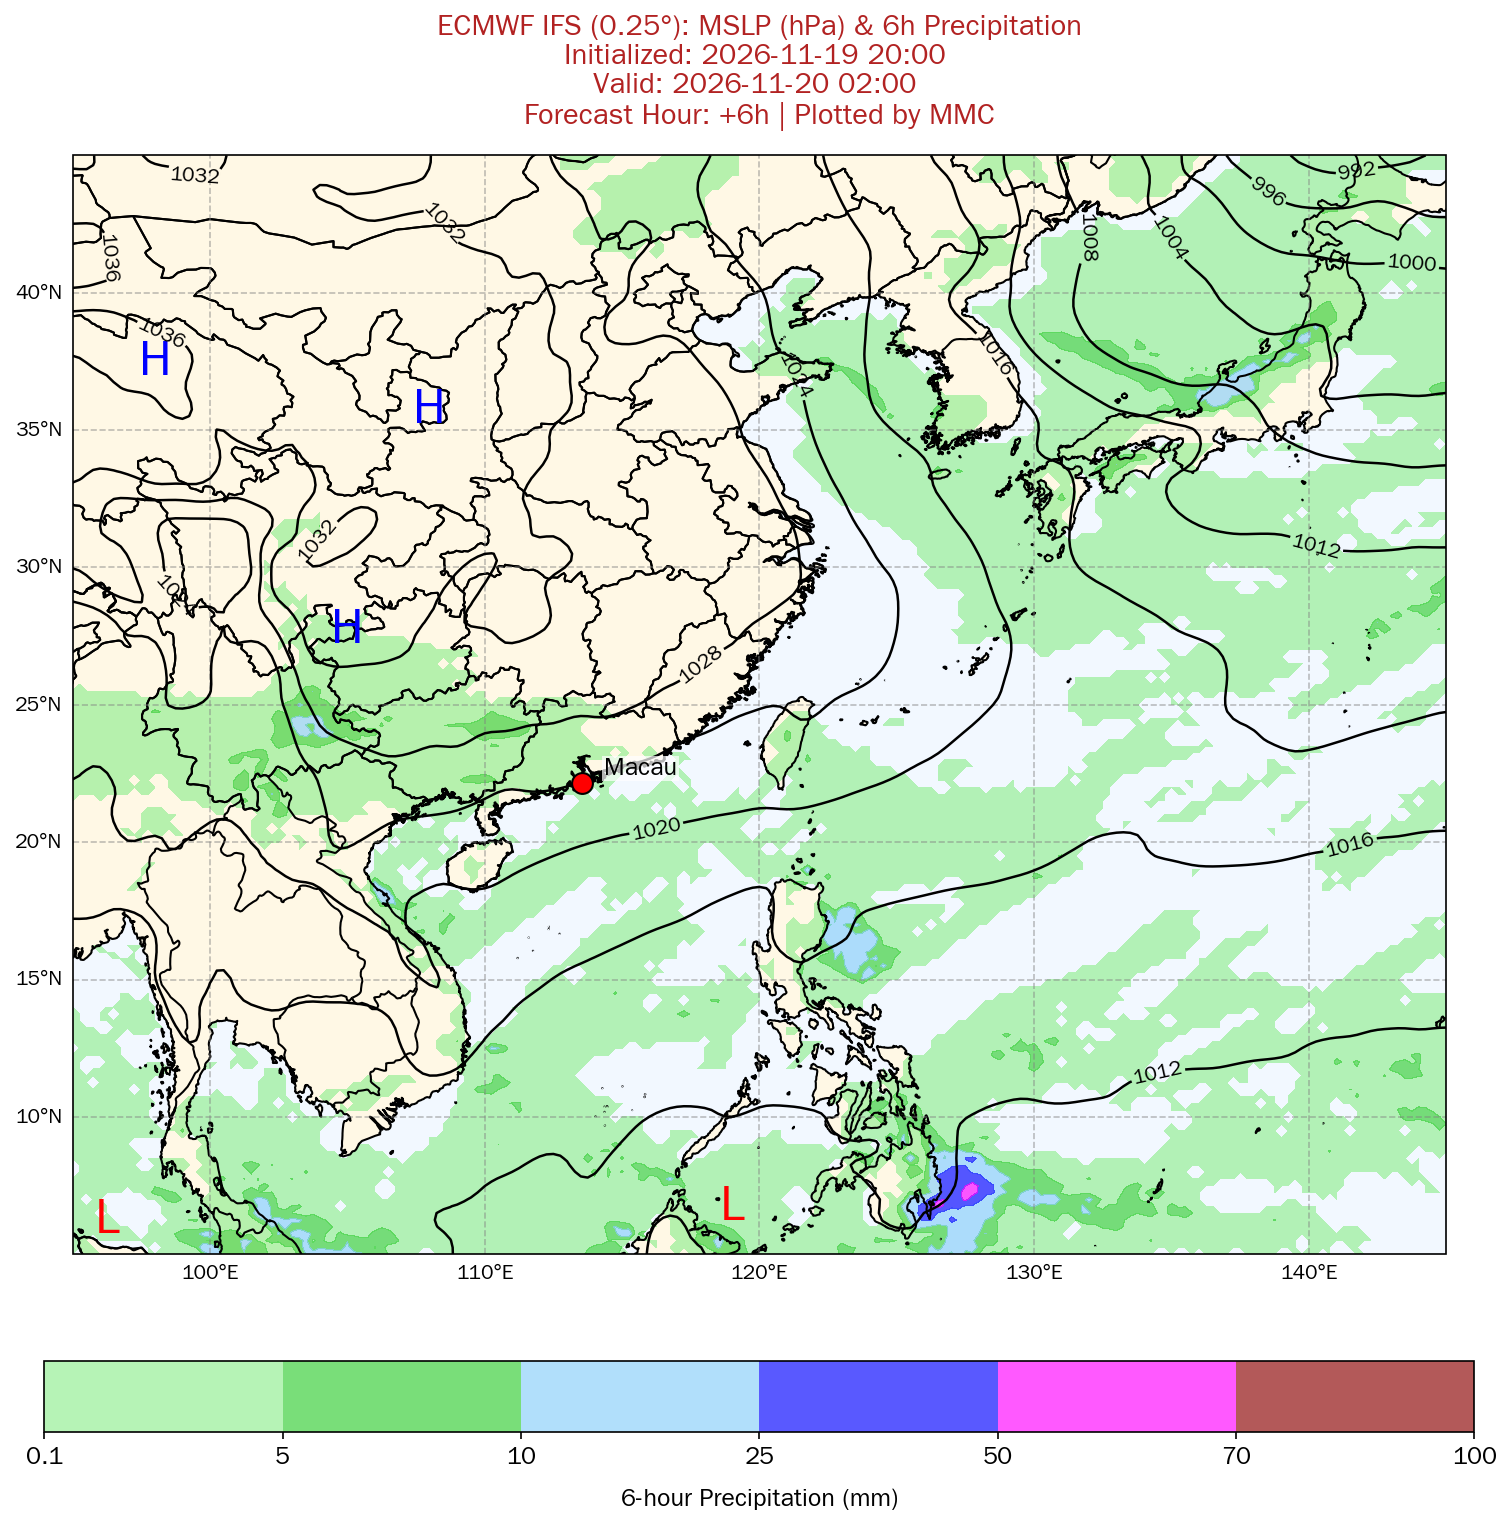 ECMWF IFS (0.25°): MSLP (hPa) & 6h Precipitation
Initialized: 2026-11-19 20:00
Valid: 2026-11-20 02:00
Forecast Hour: +6h | Plotted by MMC
1032
992
996
1032
1008
1004
1036
1000
40°N
1036
H
1016
1024
H
35°N
1032
1012
30°N
H
1028
25°N
Macau
1020
20°N
1016
15°N
1012
10°N
L
L
100°E
110°E
120°E
130°E
140°E
0.1
5
10
25
50
70
100
6-hour Precipitation (mm)